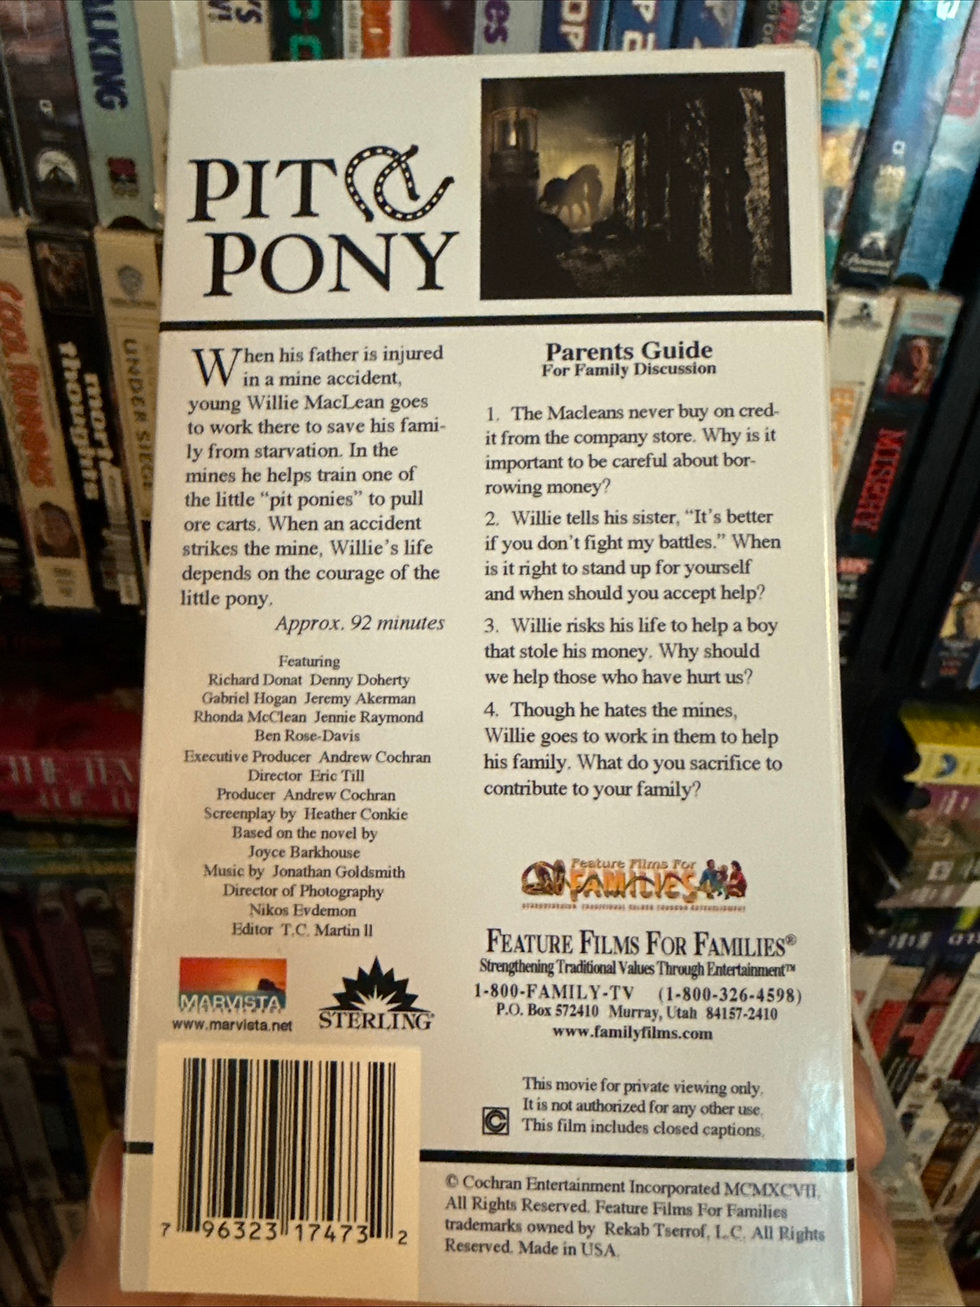 PIT
PONY
When his father is injured
in a mine accident,
young Willie MacLean goes
to work there to save his fami-
ly from starvation. In the
mines he helps train one of
the little “pit ponies” to pull
ore carts. When an accident
strikes the mine, Willie’s life
depends on the courage of the
little pony.
Approx. 92 minutes
Featuring
Richard Donat Denny Doherty
Gabriel Hogan Jeremy Akerman
Rhonda McClean Jennie Raymond
Ben Rose-Davis
Executive Producer Andrew Cochran
Director Eric Till
Producer Andrew Cochran
Screenplay by Heather Conkie
Based on the novel by
Joyce Barkhouse
Music by Jonathan Goldsmith
Director of Photography
Nikos Evdemon
Editor T.C. Martin II
MARVISTA
www.marvista.net
STERLING
7 96323 17473 2
Parents Guide
For Family Discussion
1. The Macleans never buy on cred-
it from the company store. Why is it
important to be careful about bor-
rowing money?
2. Willie tells his sister, “It’s better
if you don’t fight my battles.” When
is it right to stand up for yourself
and when should you accept help?
3. Willie risks his life to help a boy
that stole his money. Why should
we help those who have hurt us?
4. Though he hates the mines,
Willie goes to work in them to help
his family. What do you sacrifice to
contribute to your family?
Feature Films For
FAMILIES
FEATURE FILMS FOR FAMILIES®
Strengthening Traditional Values Through Entertainment™
1-800-FAMILY-TV (1-800-326-4598)
P.O. Box 572410 Murray, Utah 84157-2410
www.familyfilms.com
This movie for private viewing only.
It is not authorized for any other use.
This film includes closed captions.
© Cochran Entertainment Incorporated MCMXCVII.
All Rights Reserved. Feature Films For Families
trademarks owned by Rekab Tserrof, L.C. All Rights
Reserved. Made in USA.
ALKING
COOL RUNNINGS
UNDER SIEGE
MISERY
Paramount